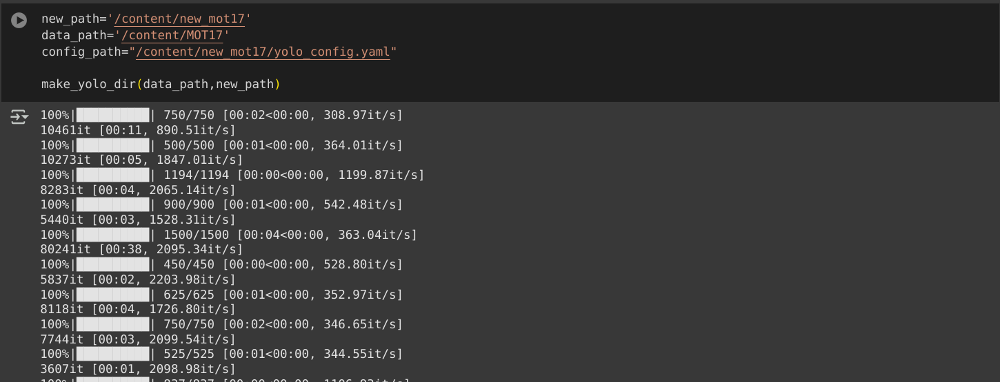 new_path='/content/new_mot17'
data_path='/content/MOT17'
config_path="/content/new_mot17/yolo_config.yaml"
make_yolo_dir(data_path,new_path)
100%|██████████| 750/750 [00:02<00:00, 308.97it/s]
10461it [00:11, 890.51it/s]
100%|██████████| 500/500 [00:01<00:00, 364.01it/s]
10273it [00:05, 1847.01it/s]
100%|██████████| 1194/1194 [00:00<00:00, 1199.87it/s]
8283it [00:04, 2065.14it/s]
100%|██████████| 900/900 [00:01<00:00, 542.48it/s]
5440it [00:03, 1528.31it/s]
100%|██████████| 1500/1500 [00:04<00:00, 363.04it/s]
80241it [00:38, 2095.34it/s]
100%|██████████| 450/450 [00:00<00:00, 528.80it/s]
5837it [00:02, 2203.98it/s]
100%|██████████| 625/625 [00:01<00:00, 352.97it/s]
8118it [00:04, 1726.80it/s]
100%|██████████| 750/750 [00:02<00:00, 346.65it/s]
7744it [00:03, 2099.54it/s]
100%|██████████| 525/525 [00:01<00:00, 344.55it/s]
3607it [00:01, 2098.98it/s]